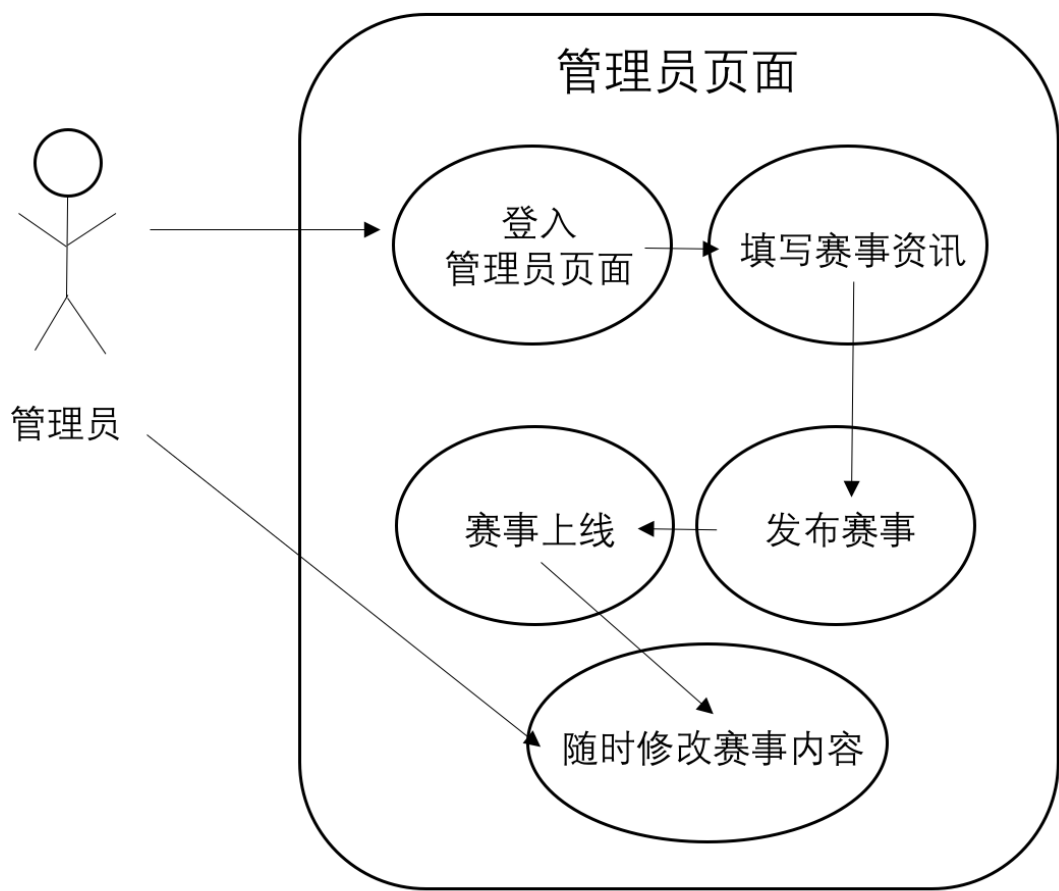 管理员页面
登入
管理员页面
填写赛事资讯
管理员
赛事上线
发布赛事
随时修改赛事内容